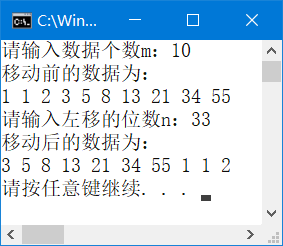 C:\Win...
请输入数据个数m: 10
移动前的数据为:
1 1 2 3 5 8 13 21 34 55
请输入左移的位数n: 33
移动后的数据为:
3 5 8 13 21 34 55 1 1 2
请按任意键继续. . .